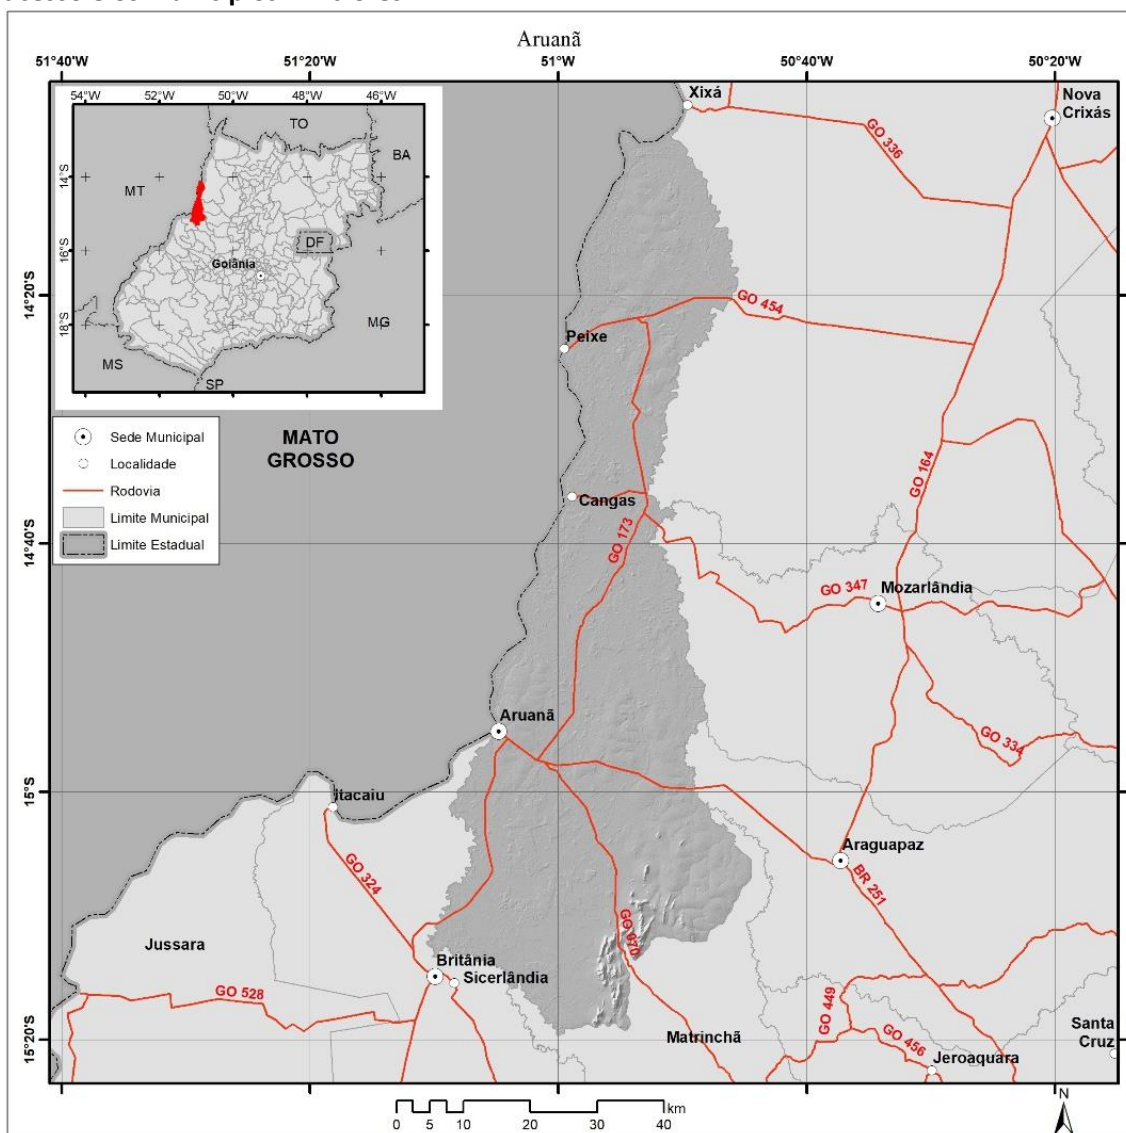 Aruanã
51°40'W
51°20'W
51°0'W
50°40'W
50°20'W
54°W
52°W
50°W
48°W
46°W
TO
BA
MT
DF
Goiânia
MG
MS
SP
14°S
16°S
18°S
Sede Municipal
Localidade
Rodovia
Limite Municipal
Limite Estadual
MATO
GROSSO
Xixá
Nova
Crixás
GO 336
14°20'S
GO 454
Peixe
GO 164
Cangas
GO 173
14°40'S
GO 347
Mozarlândia
Aruanã
GO 334
15°0'S
Itacaiu
GO 324
Araguapaz
BR 251
Jussara
GO 070
Britânia
Sicerlândia
GO 528
GO 449
Matrinchã
GO 456
Santa
Cruz
Jeroaquara
15°20'S
0 5 10 20 30 40
km
N